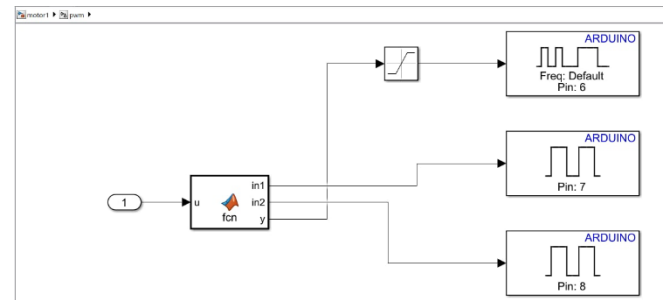 motor1 pwm
ARDUINO
Freq: Default
Pin: 6
ARDUINO
Pin: 7
1
u
fcn
in1
in2
y
ARDUINO
Pin: 8